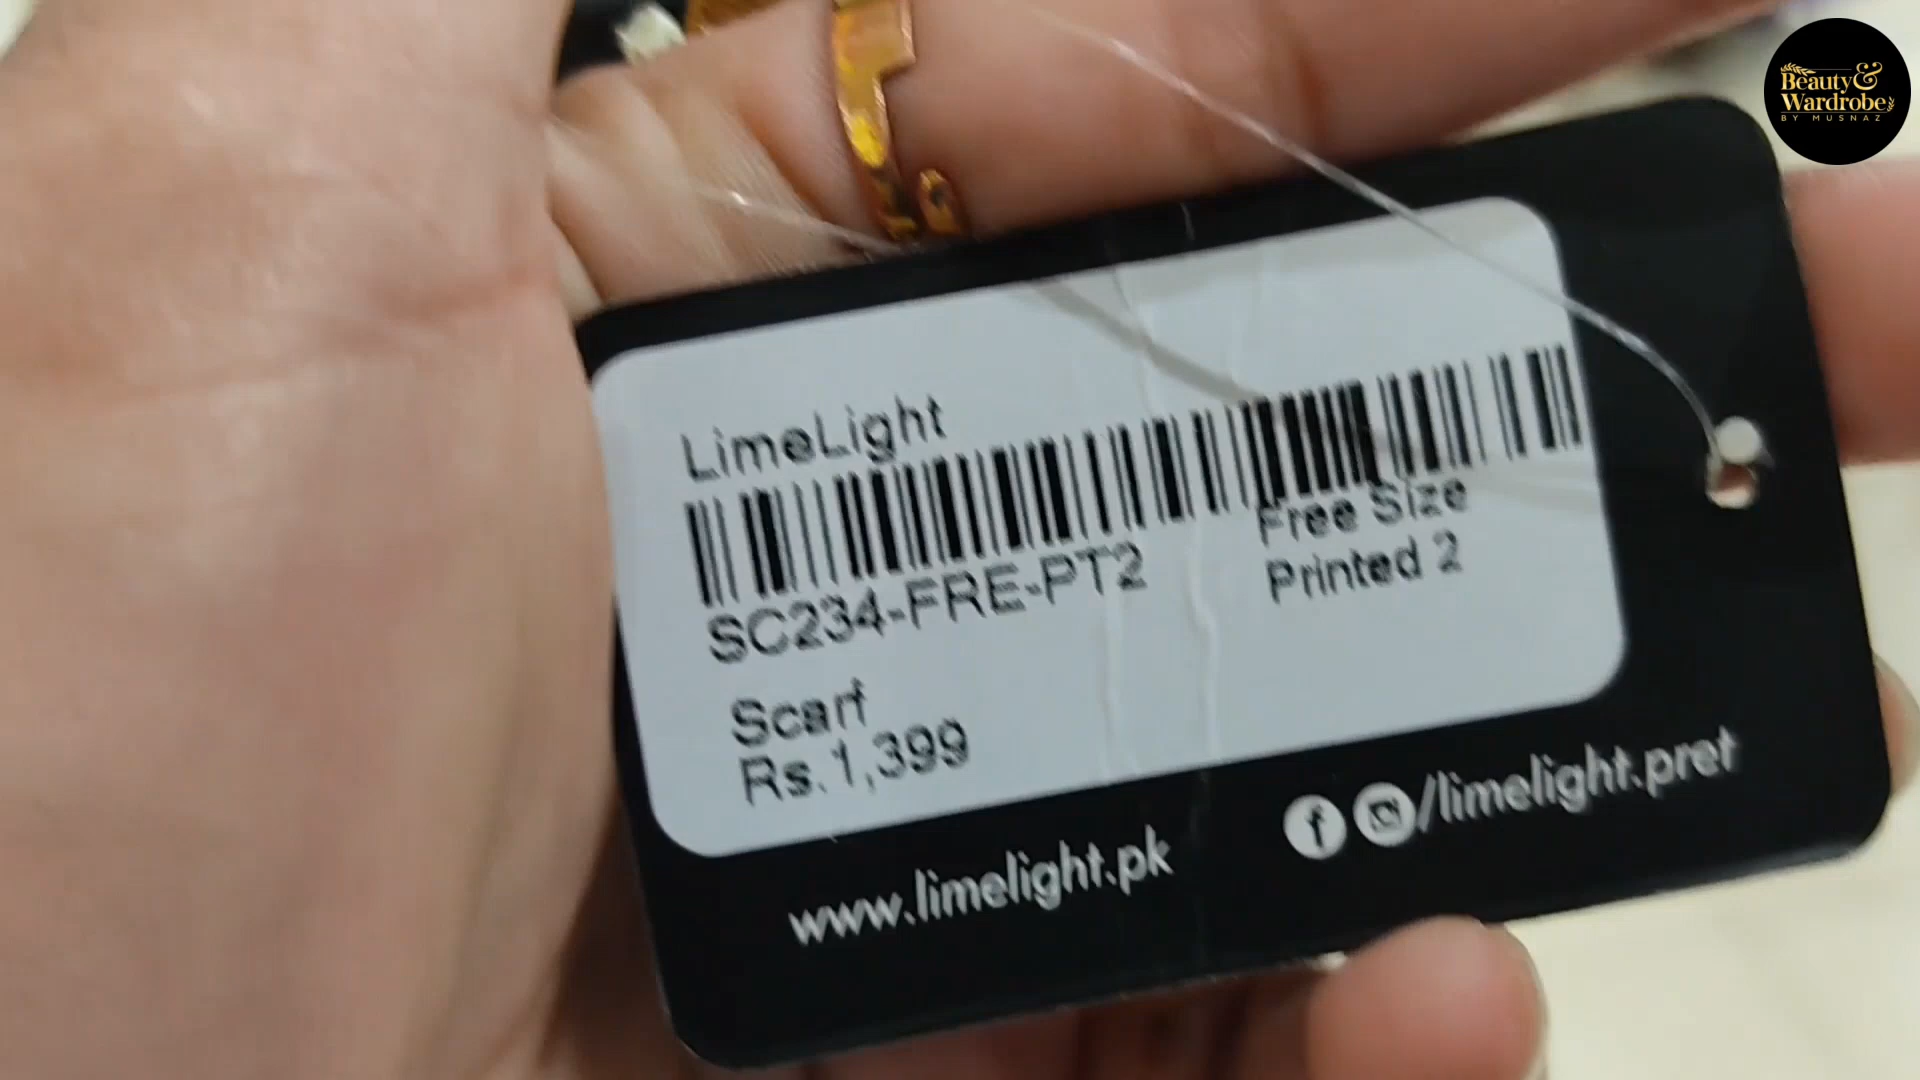 Beauty &
Wardrobe
BY MUSNAZ
LimeLight
SC234-FRE-PT2
Free Size
Printed 2
Scarf
Rs.1,399
www.limelight.pk
/limelight.pret